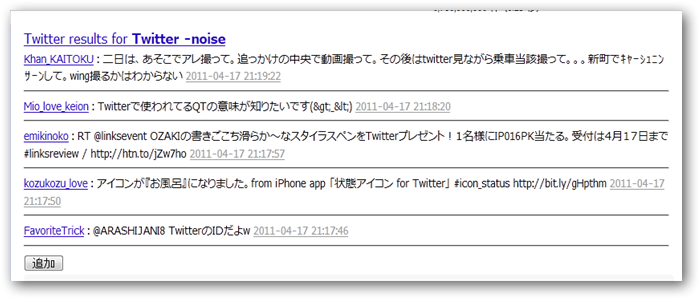 Twitter results for Twitter -noise
Khan_KAITOKU : 二日は、あそこでアレ撮って。追っかけの中央で動画撮って。その後はtwitter見ながら乗車当該撮って。。。新町でｷｬｰｼｭﾆﾝ
ｻｰﾝして。wing撮るかはわからない 2011-04-17 21:19:22
Mio_love_keion : Twitterで使われてるQTの意味が知りたいです(&gt;_&lt;) 2011-04-17 21:18:20
emikinoko : RT @linksevent OZAKIの書きごこち滑らか～なスタイラスペンをTwitterプレゼント！１名様にIP016PK当たる。受付は４月１７日まで
#linksreview / http://htn.to/jZw7ho 2011-04-17 21:17:57
kozukozu_love : アイコンが『お風呂』になりました。from iPhone app 「状態アイコン for Twitter」 #icon_status http://bit.ly/gHpthm 2011-04-17
21:17:50
FavoriteTrick : @ARASHIJANI8 TwitterのIDだよw 2011-04-17 21:17:46
追加